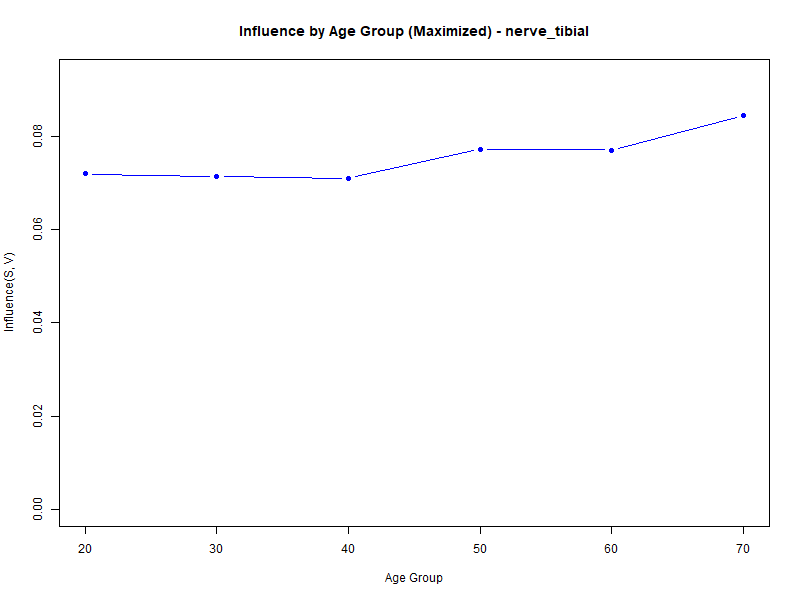 Influence by Age Group (Maximized) - nerve_tibial
Influence(S, V)
0.08
0.06
0.04
0.02
0.00
20 30 40 50 60 70
Age Group